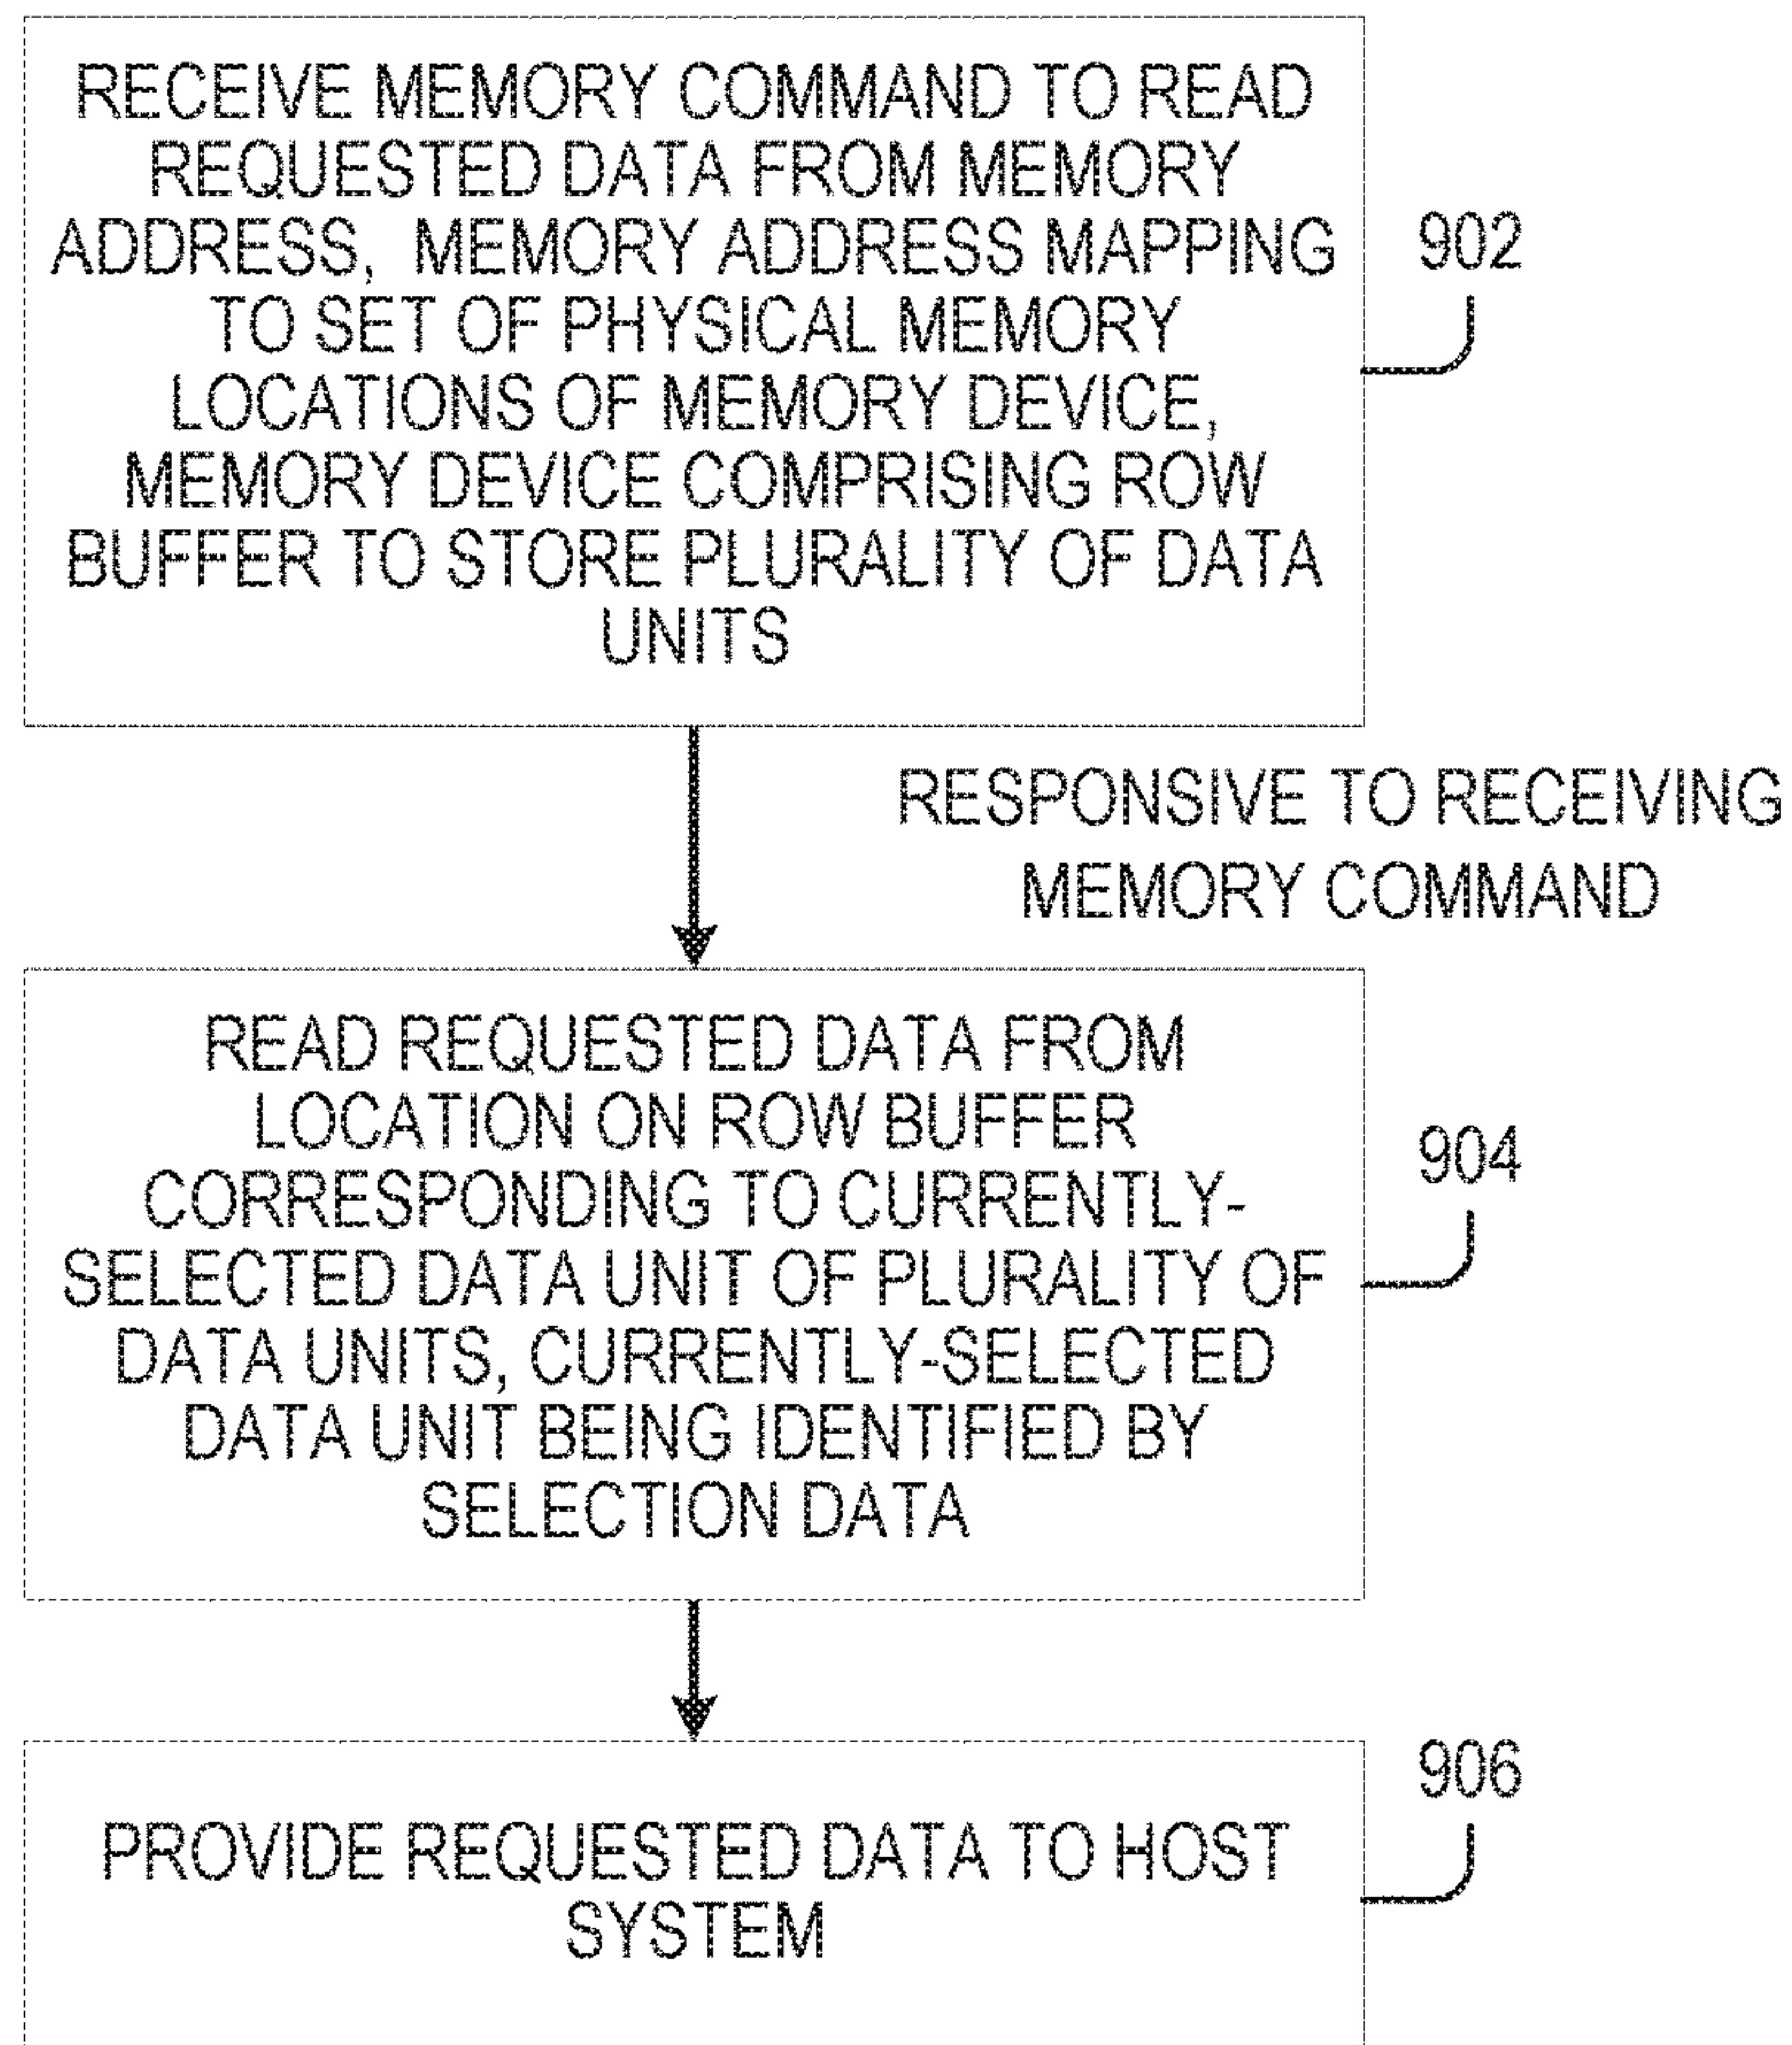 RECEIVE MEMORY COMMAND TO READ
REQUESTED DATA FROM MEMORY
ADDRESS, MEMORY ADDRESS MAPPING
TO SET OF PHYSICAL MEMORY
LOCATIONS OF MEMORY DEVICE,
MEMORY DEVICE COMPRISING ROW
BUFFER TO STORE PLURALITY OF DATA
UNITS
902
RESPONSIVE TO RECEIVING
MEMORY COMMAND
READ REQUESTED DATA FROM
LOCATION ON ROW BUFFER
CORRESPONDING TO CURRENTLY-
SELECTED DATA UNIT OF PLURALITY OF
DATA UNITS, CURRENTLY-SELECTED
DATA UNIT BEING IDENTIFIED BY
SELECTION DATA
904
PROVIDE REQUESTED DATA TO HOST
SYSTEM
906